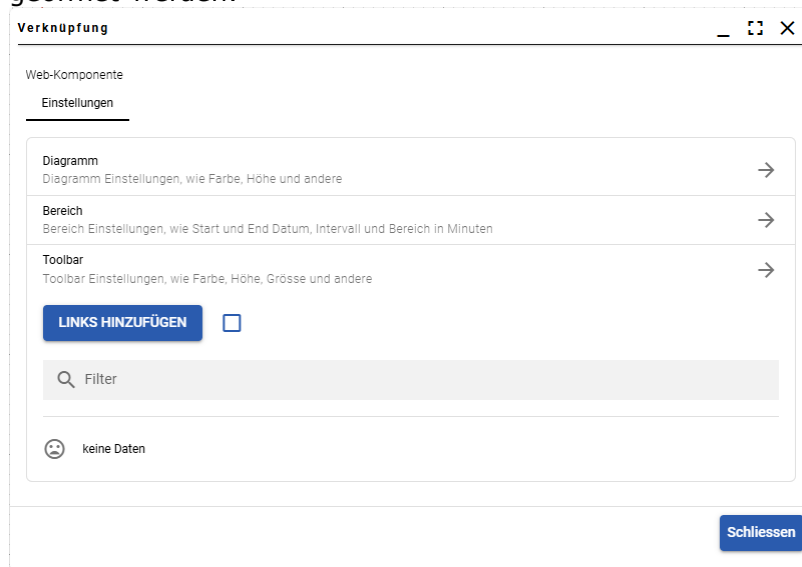 geöffnet werden.
Verknüpfung
Web-Komponente
Einstellungen
Diagramm
Diagramm Einstellungen, wie Farbe, Höhe und andere
Bereich
Bereich Einstellungen, wie Start und End Datum, Intervall und Bereich in Minuten
Toolbar
Toolbar Einstellungen, wie Farbe, Höhe, Grösse und andere
LINKS HINZUFÜGEN
Filter
keine Daten
Schliessen